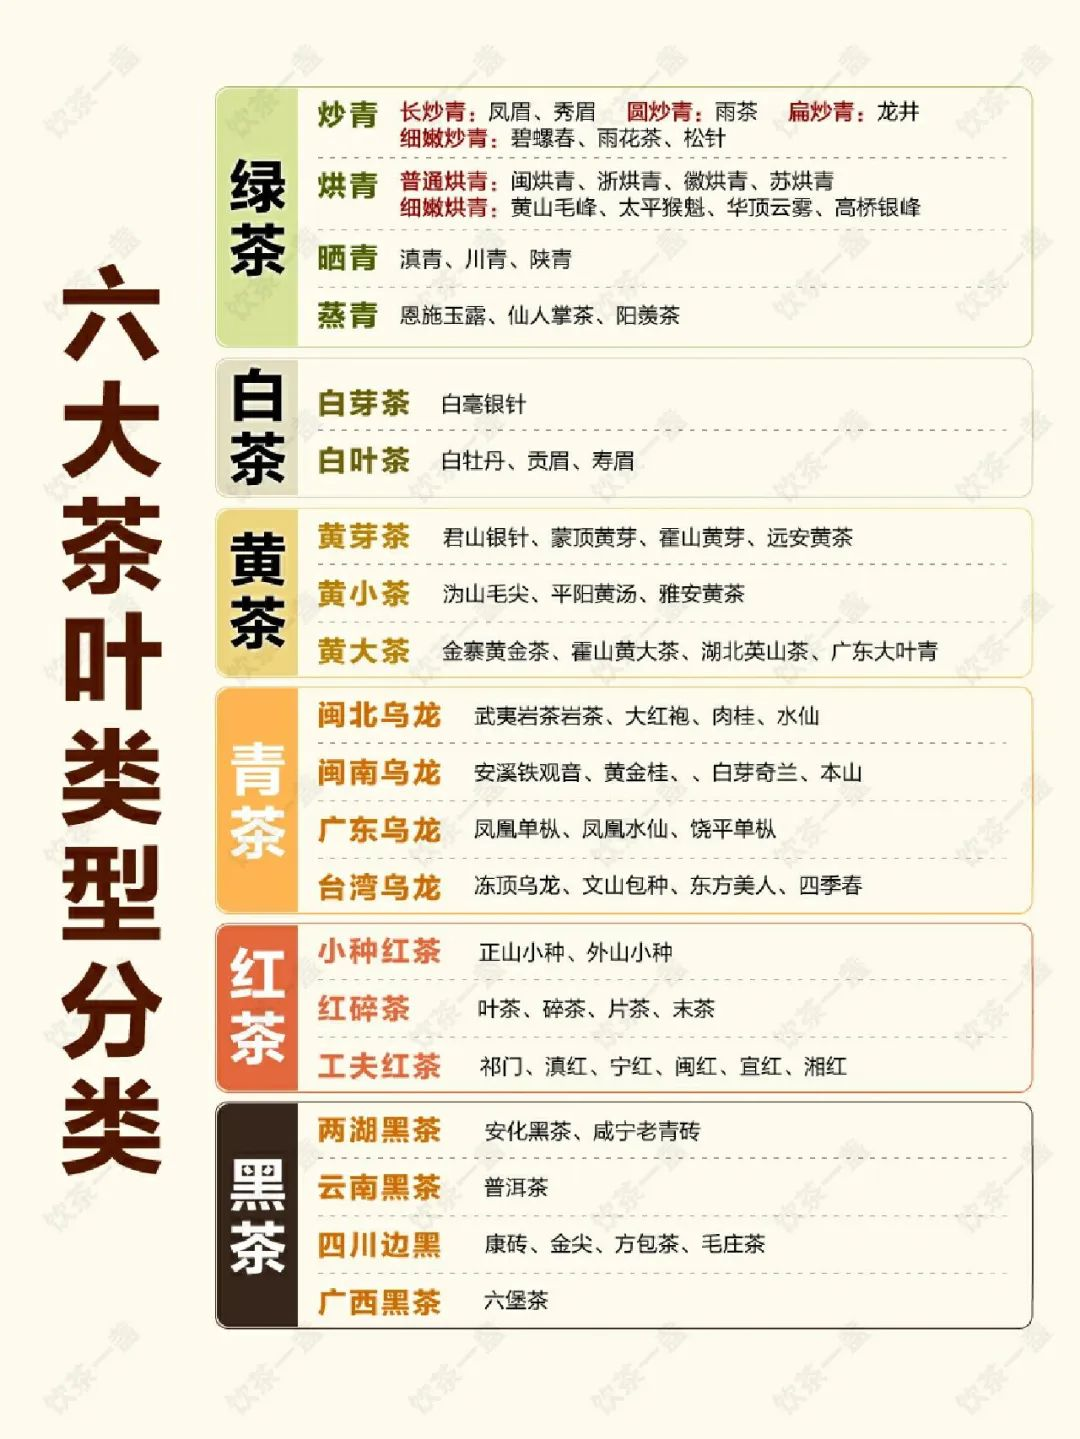 六大茶叶类型分类
绿茶
炒青 长炒青：凤眉、秀眉 圆炒青：雨茶 扁炒青：龙井
细嫩炒青：碧螺春、雨花茶、松针
烘青 普通烘青：闽烘青、浙烘青、徽烘青、苏烘青
细嫩烘青：黄山毛峰、太平猴魁、华顶云雾、高桥银峰
晒青 滇青、川青、陕青
蒸青 恩施玉露、仙人掌茶、阳羡茶
白茶
白芽茶 白毫银针
白叶茶 白牡丹、贡眉、寿眉
黄茶
黄芽茶 君山银针、蒙顶黄芽、霍山黄芽、远安黄茶
黄小茶 沩山毛尖、平阳黄汤、雅安黄茶
黄大茶 金寨黄金茶、霍山黄大茶、湖北英山茶、广东大叶青
青茶
闽北乌龙 武夷岩茶岩茶、大红袍、肉桂、水仙
闽南乌龙 安溪铁观音、黄金桂、、白芽奇兰、本山
广东乌龙 凤凰单枞、凤凰水仙、饶平单枞
台湾乌龙 冻顶乌龙、文山包种、东方美人、四季春
红茶
小种红茶 正山小种、外山小种
红碎茶 叶茶、碎茶、片茶、末茶
工夫红茶 祁门、滇红、宁红、闽红、宜红、湘红
黑茶
两湖黑茶 安化黑茶、咸宁老青砖
云南黑茶 普洱茶
四川边黑 康砖、金尖、方包茶、毛庄茶
广西黑茶 六堡茶
饮茶一盏